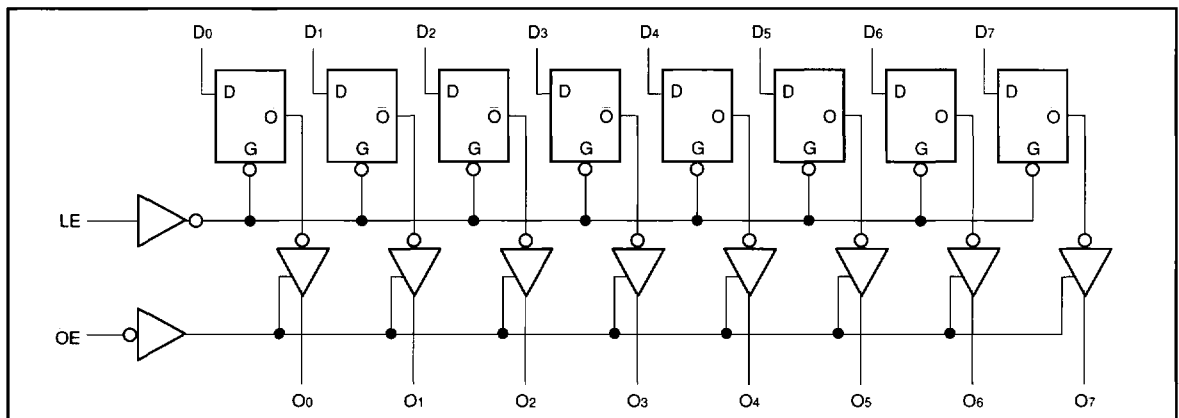 D0 D1 D2 D3 D4 D5 D6 D7
D D D D D D D D
O O̅ O̅ O̅ O O O O
G G G G G G G G
LE
OE
O0 O1 O2 O3 O4 O5 O6 O7